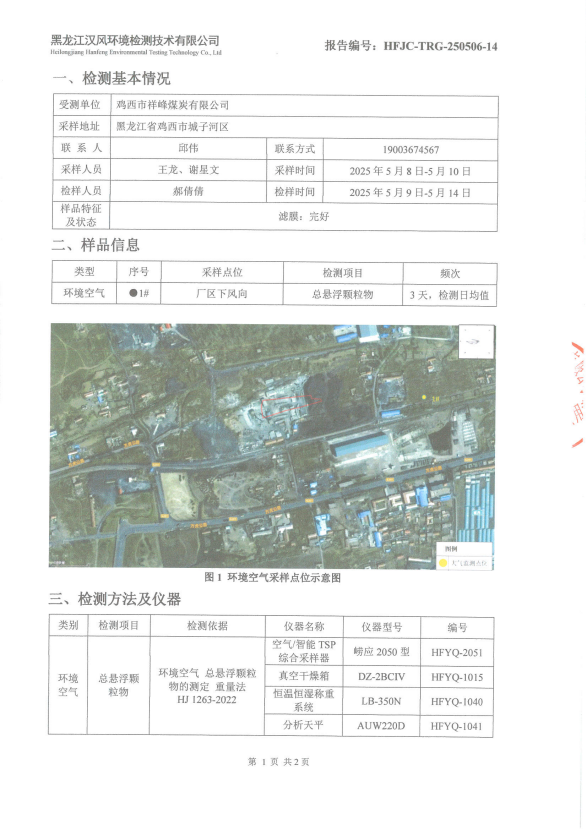 黑龙江汉风环境检测技术有限公司
Heilongjiang Hanfeng Environmental Testing Technology Co., Ltd
报告编号：HFJC-TRG-250506-14
一、检测基本情况
受测单位 鸡西市祥峰煤炭有限公司
采样地址 黑龙江省鸡西市城子河区
联 系 人 邱伟 联系方式 19003674567
采样人员 王龙、谢星文 采样时间 2025 年 5 月 8 日-5 月 10 日
检样人员 郝倩倩 检样时间 2025 年 5 月 9 日-5 月 14 日
样品特征
及状态
滤膜：完好
二、样品信息
类型 序号 采样点位 检测项目 频次
环境空气 ●1# 厂区下风向 总悬浮颗粒物 3 天，检测日均值
1#
图例
大气监测点位
图 1 环境空气采样点位示意图
三、检测方法及仪器
类别 检测项目 检测依据 仪器名称 仪器型号 编号
环境
空气
总悬浮颗
粒物
环境空气 总悬浮颗粒
物的测定 重量法
HJ 1263-2022
空气/智能 TSP
综合采样器
崂应 2050 型 HFYQ-2051
真空干燥箱 DZ-2BCIV HFYQ-1015
恒温恒湿称重
系统
LB-350N HFYQ-1040
分析天平 AUW220D HFYQ-1041
第 1 页 共 2 页